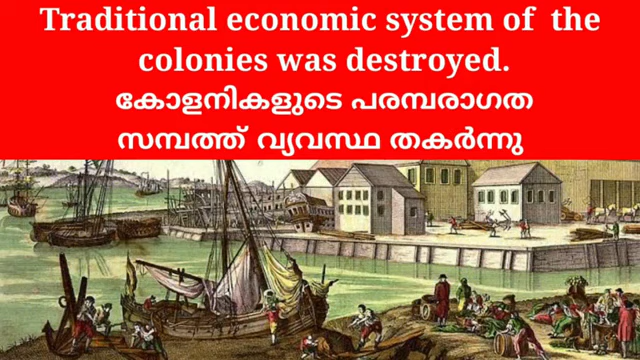 Traditional economic system of the
colonies was destroyed.
കോളനികളുടെ പരമ്പരാഗത
സമ്പത്ത് വ്യവസ്ഥ തകർന്നു